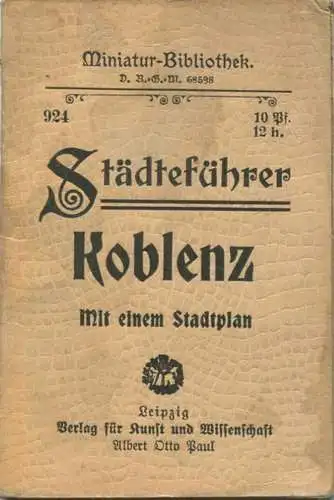 Miniatur-Bibliothek.
D. R.-G.-M. 68598
924
10 Pf.
12 h.
Städteführer
Koblenz
Mit einem Stadtplan
Leipzig
Verlag für Kunst und Wissenschaft
Albert Otto Paul